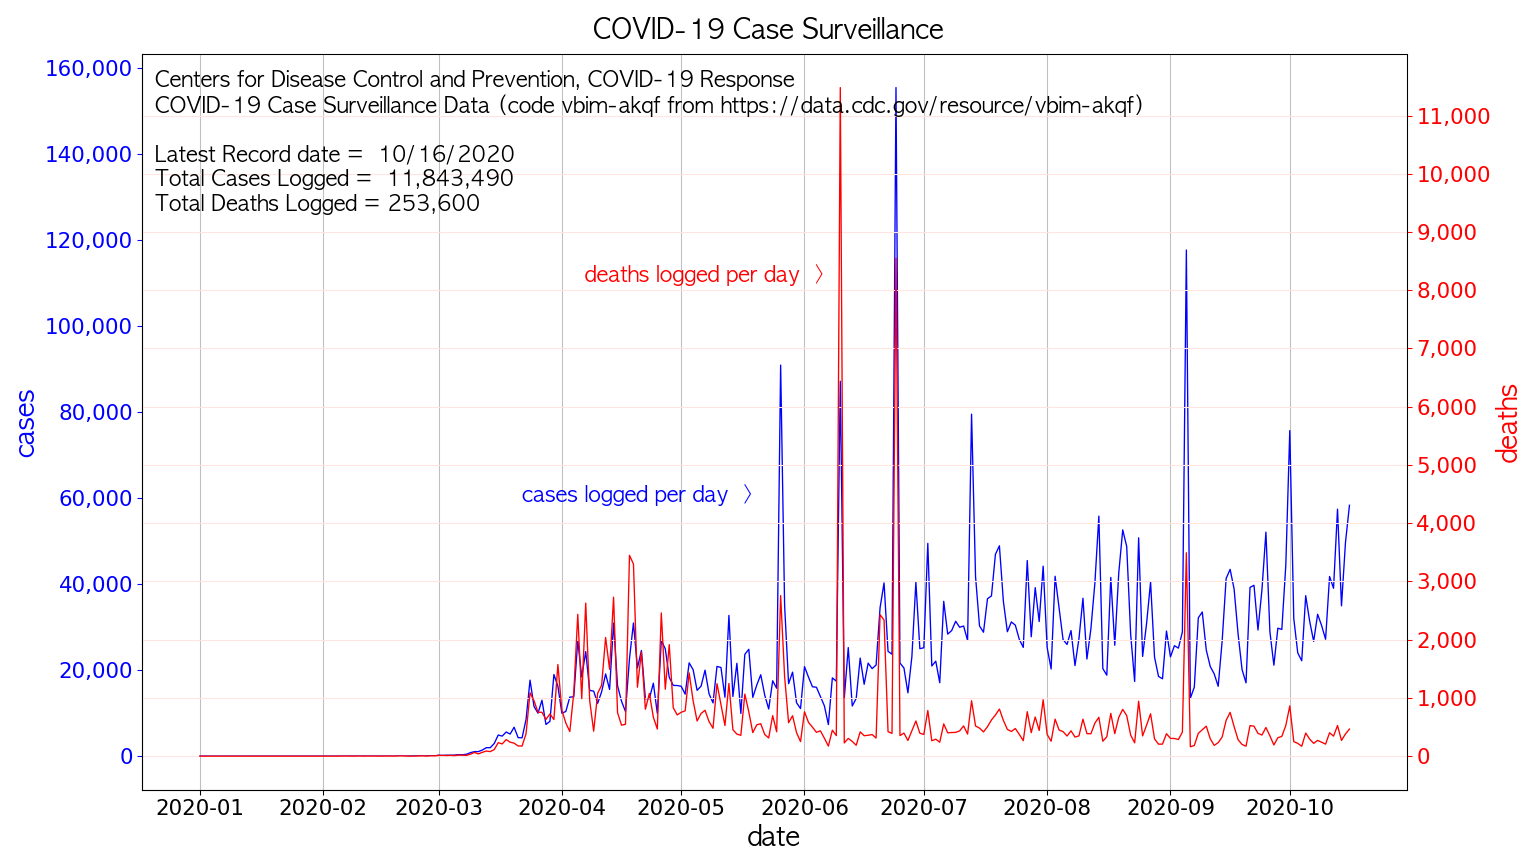 COVID-19 Case Surveillance
Centers for Disease Control and Prevention, COVID-19 Response
COVID-19 Case Surveillance Data (code vbim-akqf from https://data.cdc.gov/resource/vbim-akqf)
Latest Record date = 10/16/2020
Total Cases Logged = 11,843,490
Total Deaths Logged = 253,600
deaths logged per day 〉
cases logged per day 〉
cases
160,000
140,000
120,000
100,000
80,000
60,000
40,000
20,000
0
deaths
11,000
10,000
9,000
8,000
7,000
6,000
5,000
4,000
3,000
2,000
1,000
0
2020-01 2020-02 2020-03 2020-04 2020-05 2020-06 2020-07 2020-08 2020-09 2020-10
date